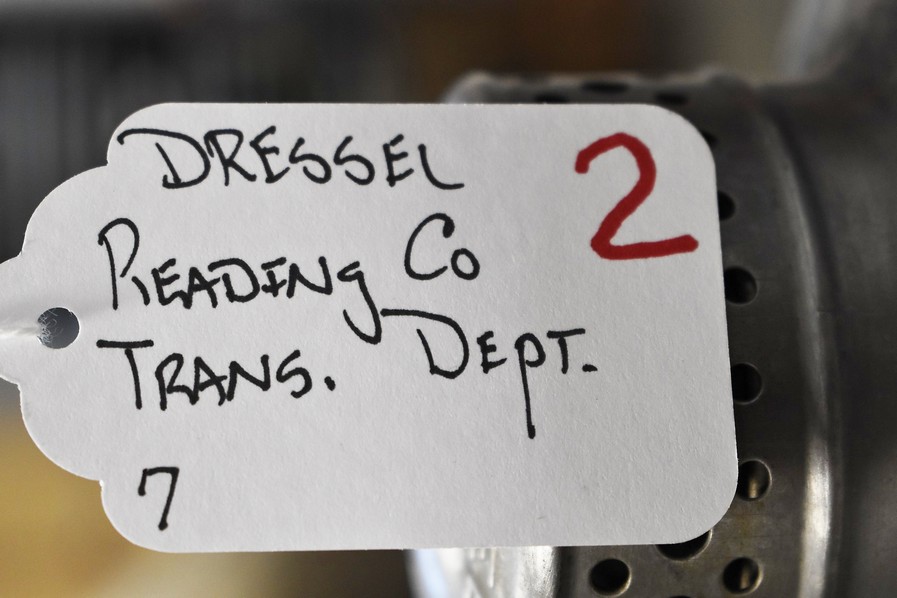 DRESSEL
2
READING Co
TRANS. DEPT.
7